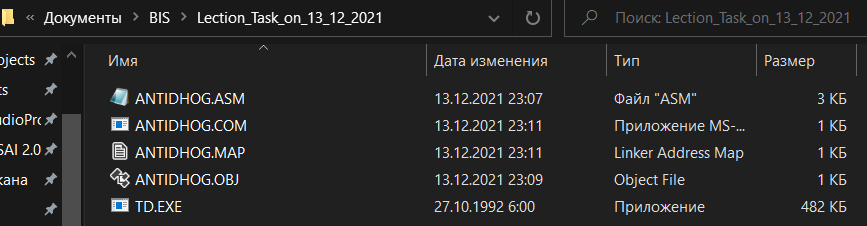 « Документы > BIS > Lection_Task_on_13_12_2021
Поиск: Lection_Task_on_13_12_2021
Имя Дата изменения Тип Размер
ojects
ts
udioPro
SAI 2.0
кана
ANTIDHOG.ASM 13.12.2021 23:07 Файл "ASM" 3 КБ
ANTIDHOG.COM 13.12.2021 23:11 Приложение MS-... 1 КБ
ANTIDHOG.MAP 13.12.2021 23:11 Linker Address Map 1 КБ
ANTIDHOG.OBJ 13.12.2021 23:09 Object File 1 КБ
TD.EXE 27.10.1992 6:00 Приложение 482 КБ